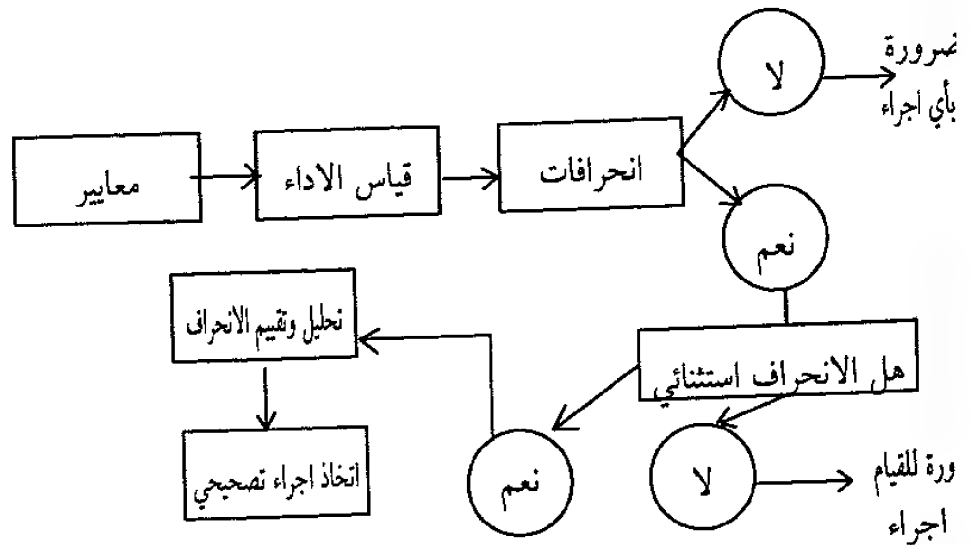 لا
ضرورة
بأي اجراء
معايير
قياس الاداء
انحرافات
نعم
هل الانحراف استثنائي
تحليل وتقييم الانحراف
نعم
لا
ورة للقيام
اجراء
اتخاذ اجراء تصحيحي